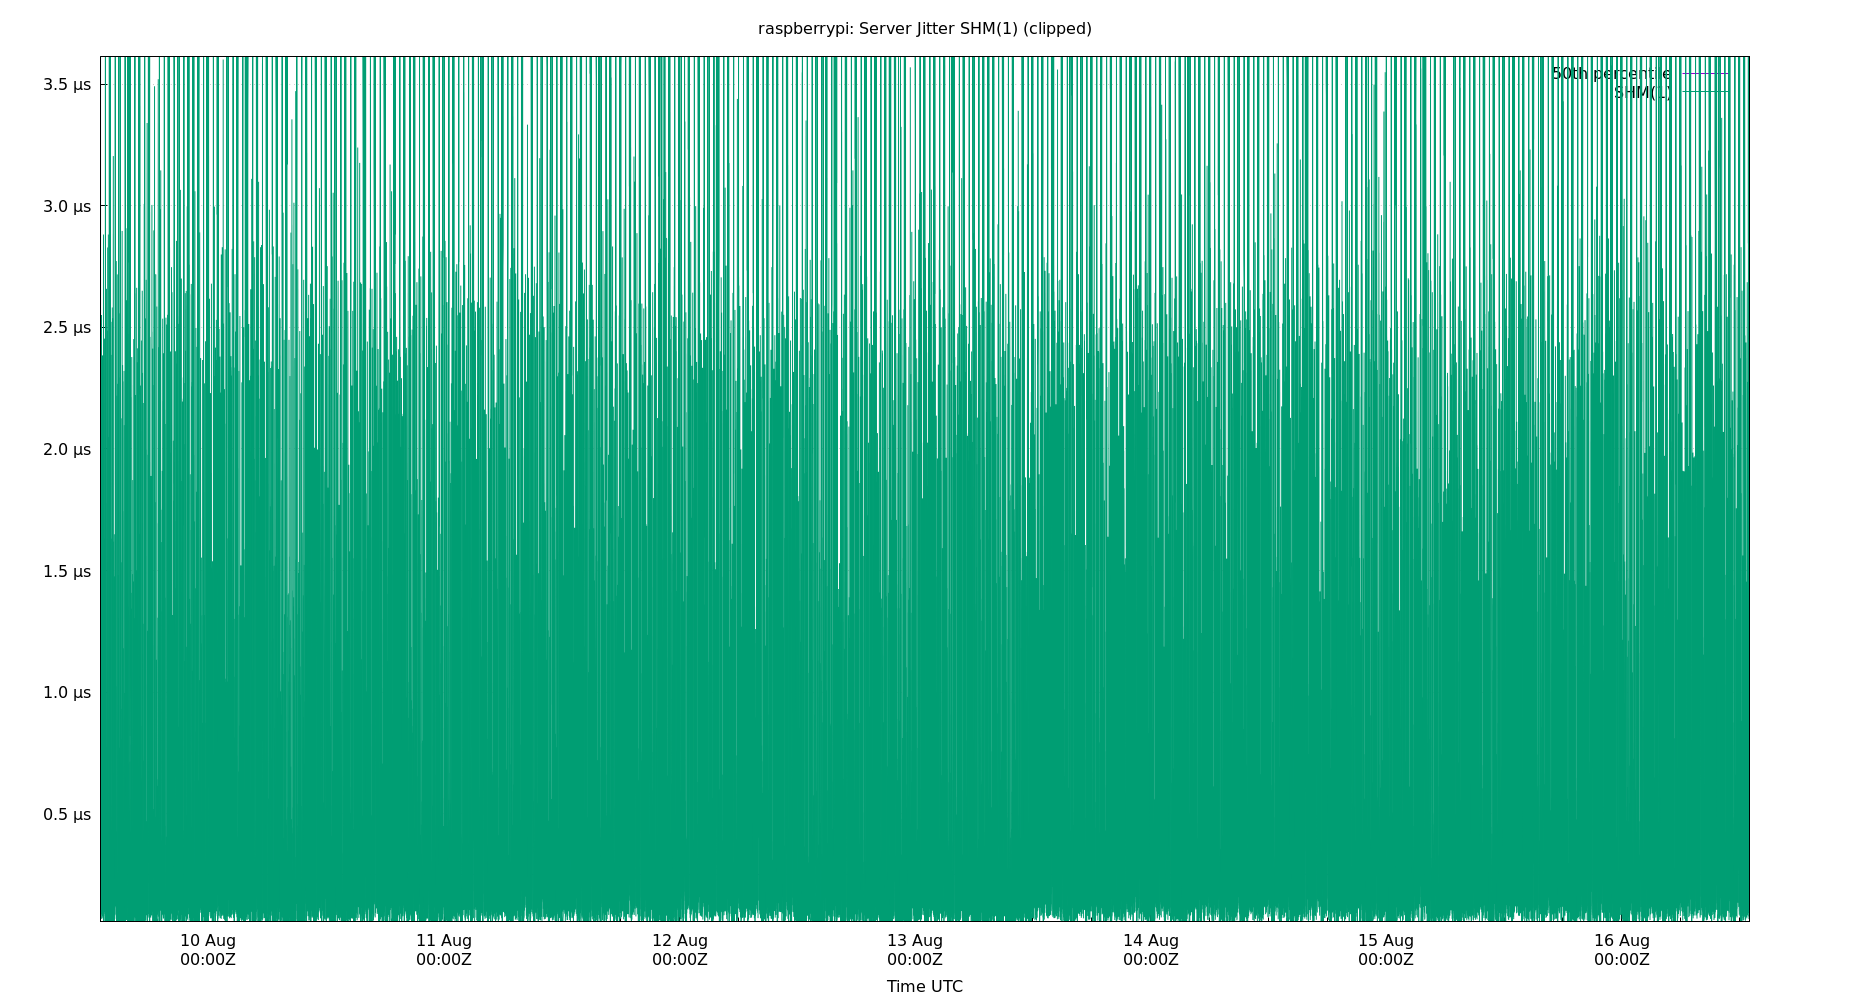 raspberrypi: Server Jitter SHM(1) (clipped)
50th percentile
SHM(1)
3.5 µs
3.0 µs
2.5 µs
2.0 µs
1.5 µs
1.0 µs
0.5 µs
10 Aug 11 Aug 12 Aug 13 Aug 14 Aug 15 Aug 16 Aug
00:00Z 00:00Z 00:00Z 00:00Z 00:00Z 00:00Z 00:00Z
Time UTC